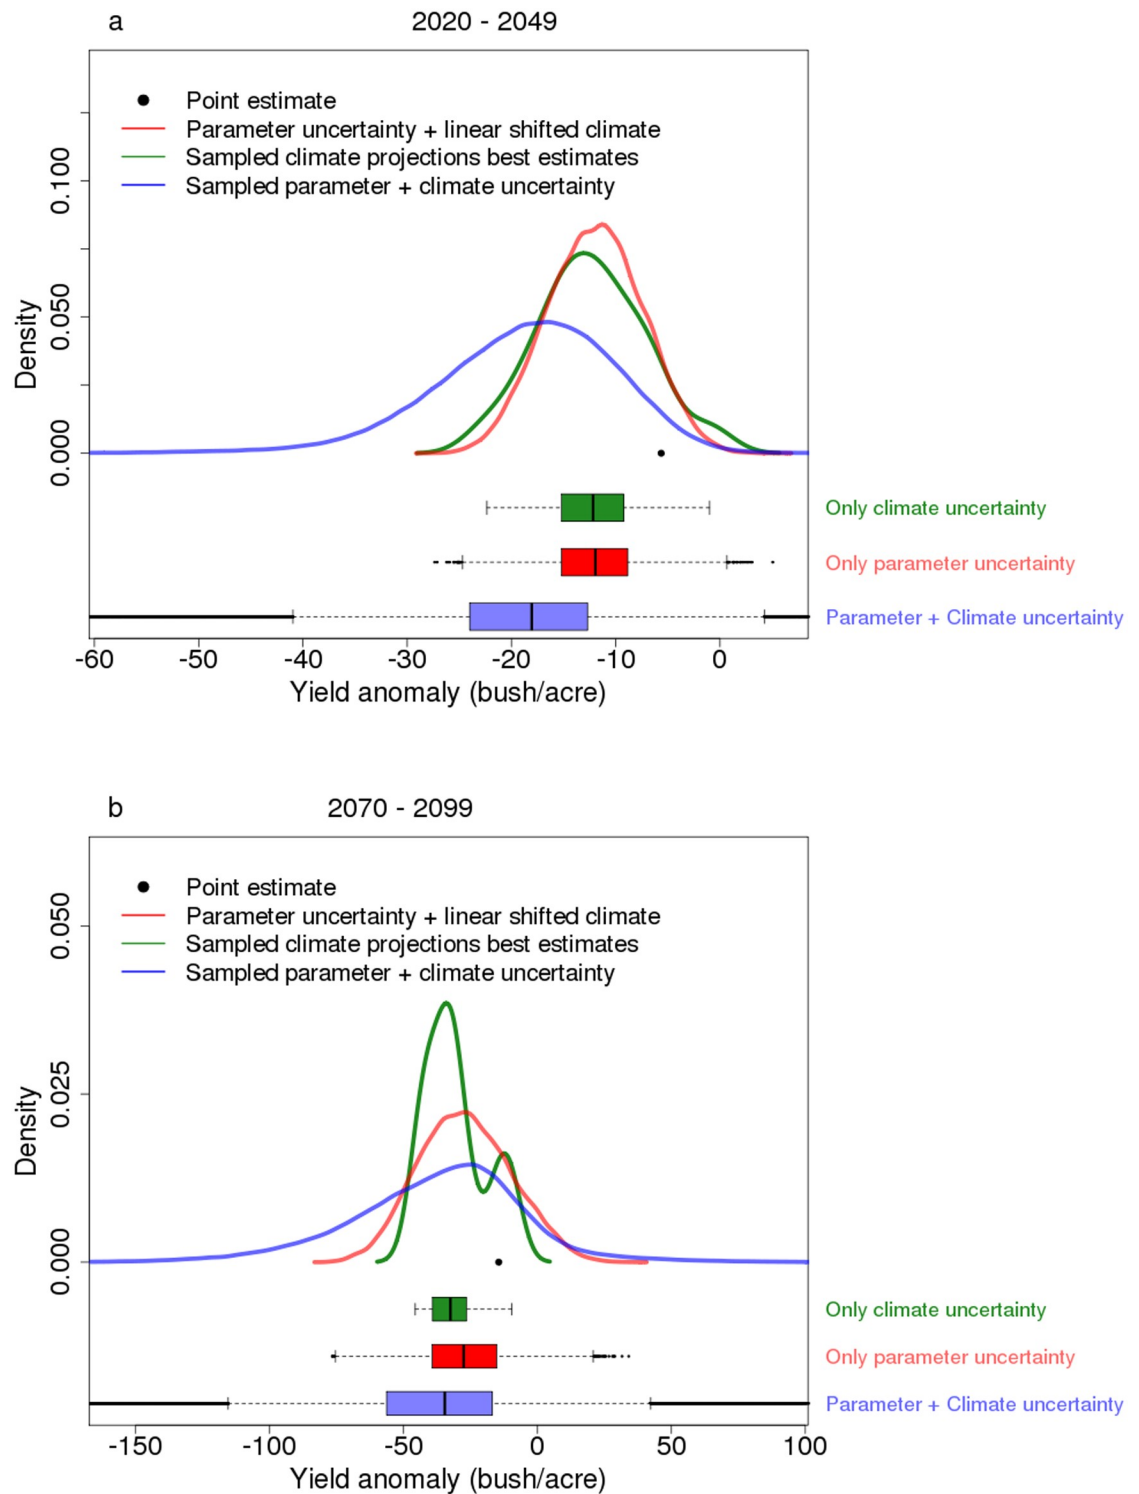 a
2020 - 2049
Point estimate
Parameter uncertainty + linear shifted climate
Sampled climate projections best estimates
Sampled parameter + climate uncertainty
0.100
0.050
0.000
Density
Only climate uncertainty
Only parameter uncertainty
Parameter + Climate uncertainty
-60 -50 -40 -30 -20 -10 0
Yield anomaly (bush/acre)
b
2070 - 2099
Point estimate
Parameter uncertainty + linear shifted climate
Sampled climate projections best estimates
Sampled parameter + climate uncertainty
0.050
0.025
0.000
Density
Only climate uncertainty
Only parameter uncertainty
Parameter + Climate uncertainty
-150 -100 -50 0 50 100
Yield anomaly (bush/acre)